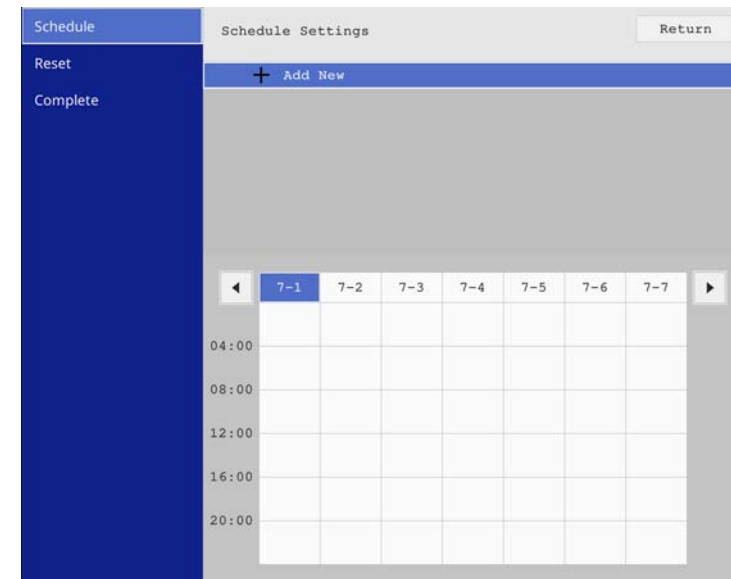 Schedule
Reset
Complete
Schedule Settings
Return
+ Add New
7-1 7-2 7-3 7-4 7-5 7-6 7-7
04:00
08:00
12:00
16:00
20:00